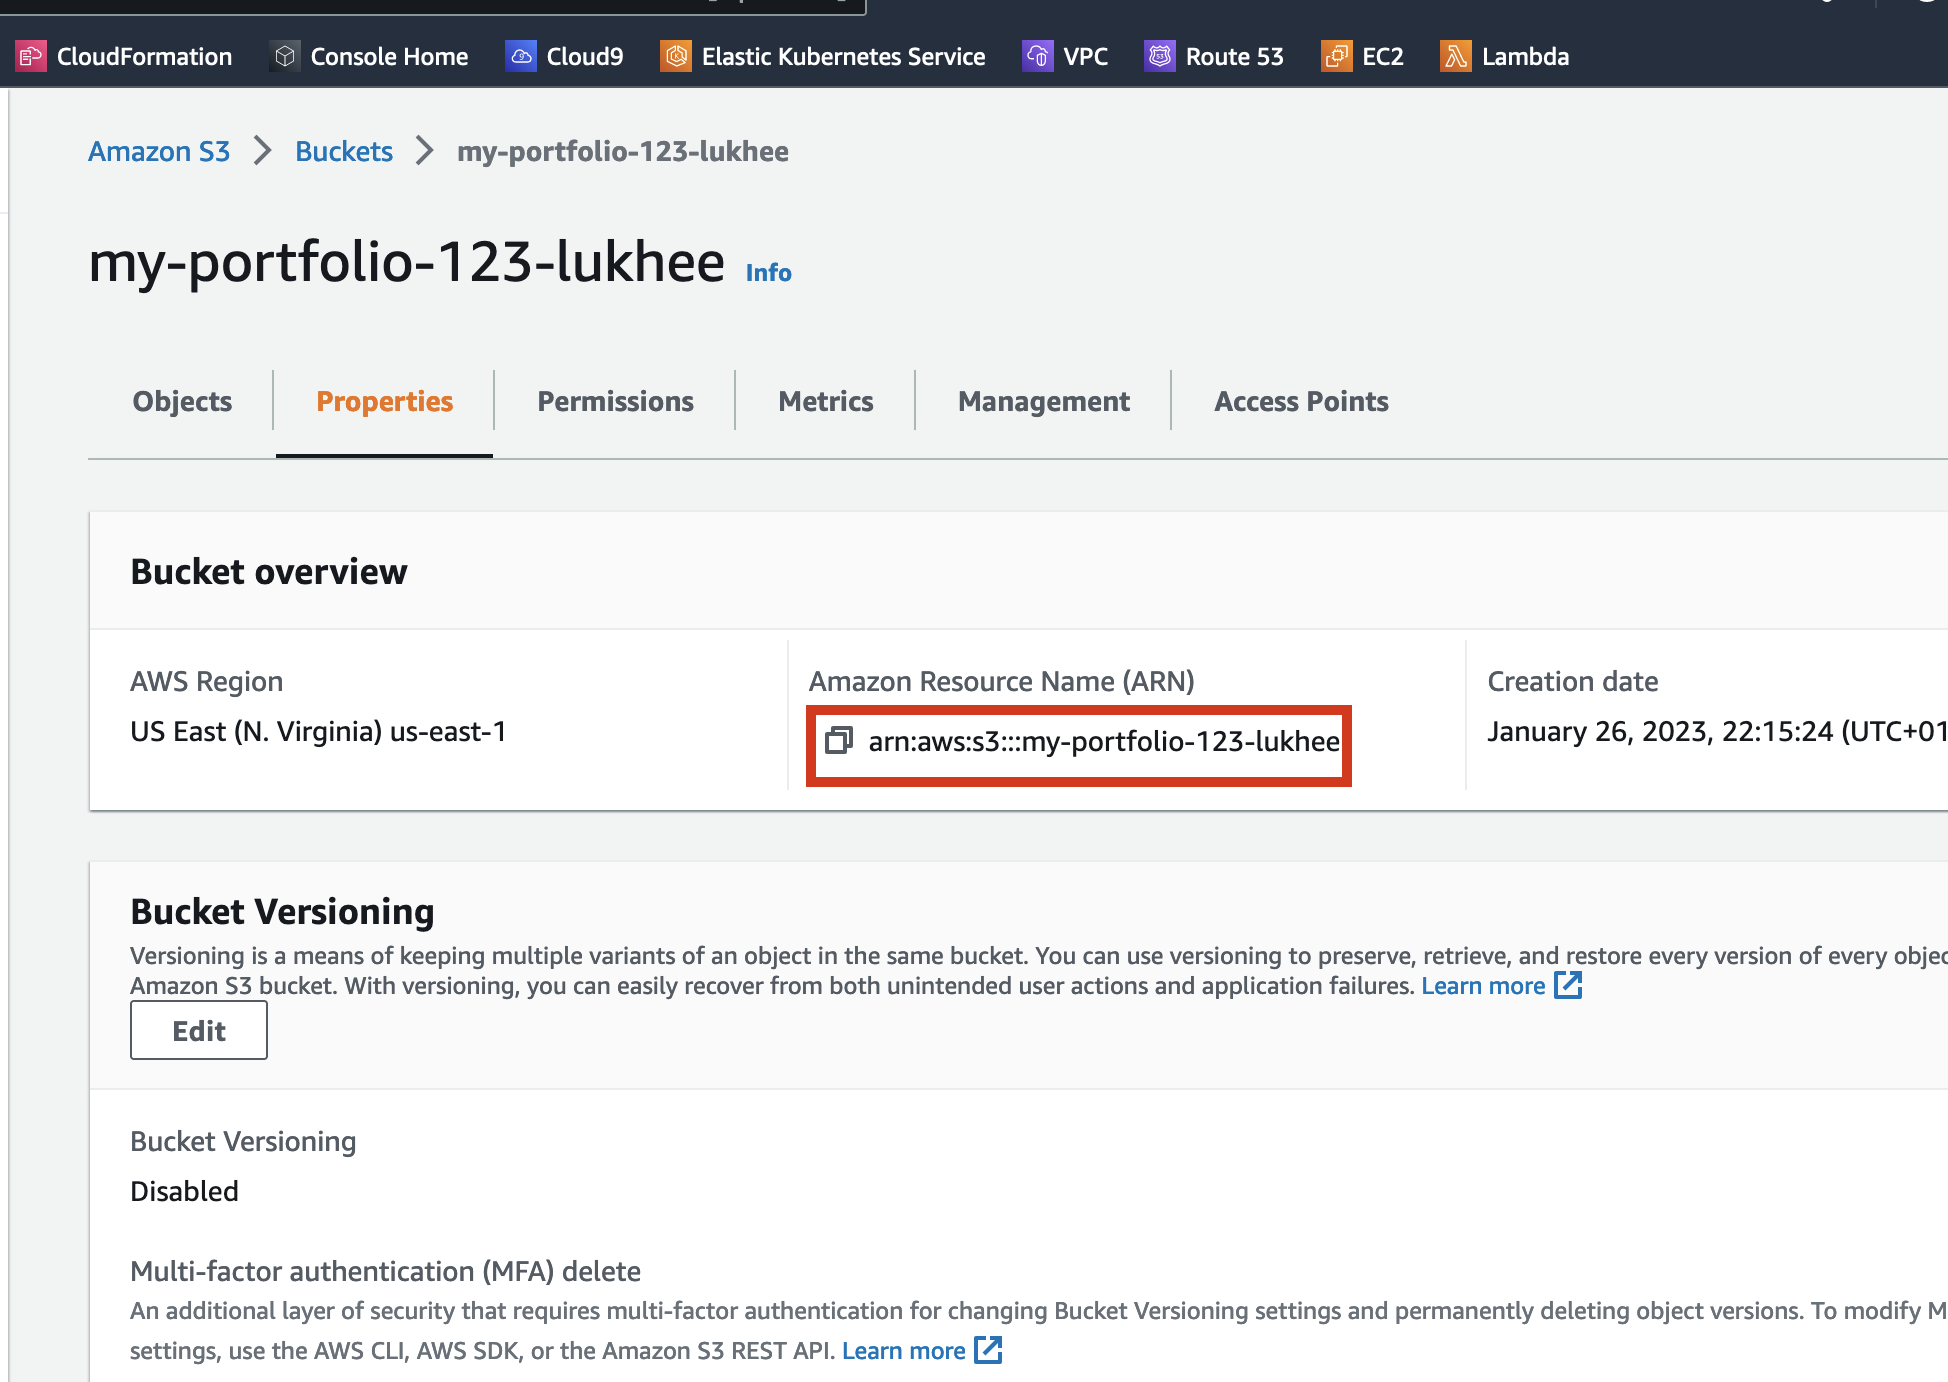 CloudFormation Console Home Cloud9 Elastic Kubernetes Service VPC Route 53 EC2 Lambda
Amazon S3 Buckets my-portfolio-123-lukhee
my-portfolio-123-lukhee Info
Objects Properties Permissions Metrics Management Access Points
Bucket overview
AWS Region Amazon Resource Name (ARN) Creation date
US East (N. Virginia) us-east-1 arn:aws:s3:::my-portfolio-123-lukhee January 26, 2023, 22:15:24 (UTC+01
Bucket Versioning
Versioning is a means of keeping multiple variants of an object in the same bucket. You can use versioning to preserve, retrieve, and restore every version of every objec
Amazon S3 bucket. With versioning, you can easily recover from both unintended user actions and application failures. Learn more
Edit
Bucket Versioning
Disabled
Multi-factor authentication (MFA) delete
An additional layer of security that requires multi-factor authentication for changing Bucket Versioning settings and permanently deleting object versions. To modify M
settings, use the AWS CLI, AWS SDK, or the Amazon S3 REST API. Learn more